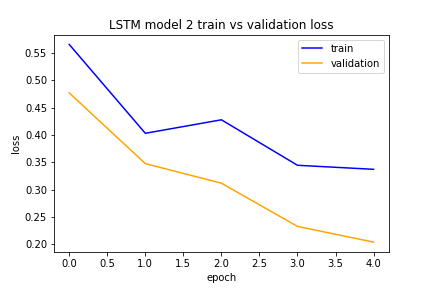 LSTM model 2 train vs validation loss
train
validation
0.55
0.50
0.45
0.40
0.35
0.30
0.25
0.20
loss
0.0 0.5 1.0 1.5 2.0 2.5 3.0 3.5 4.0
epoch